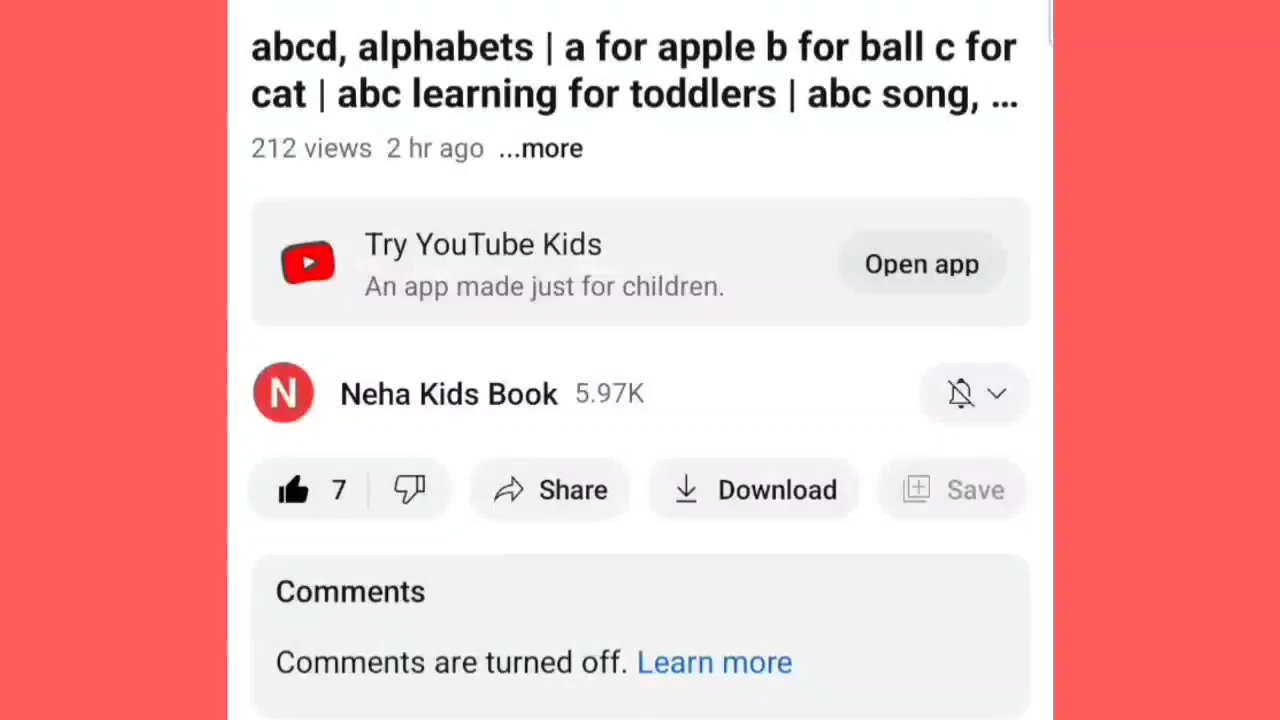 abcd, alphabets | a for apple b for ball c for
cat | abc learning for toddlers | abc song, ...
212 views 2 hr ago ...more
Try YouTube Kids
An app made just for children.
Open app
N Neha Kids Book 5.97K
7 Share Download Save
Comments
Comments are turned off. Learn more